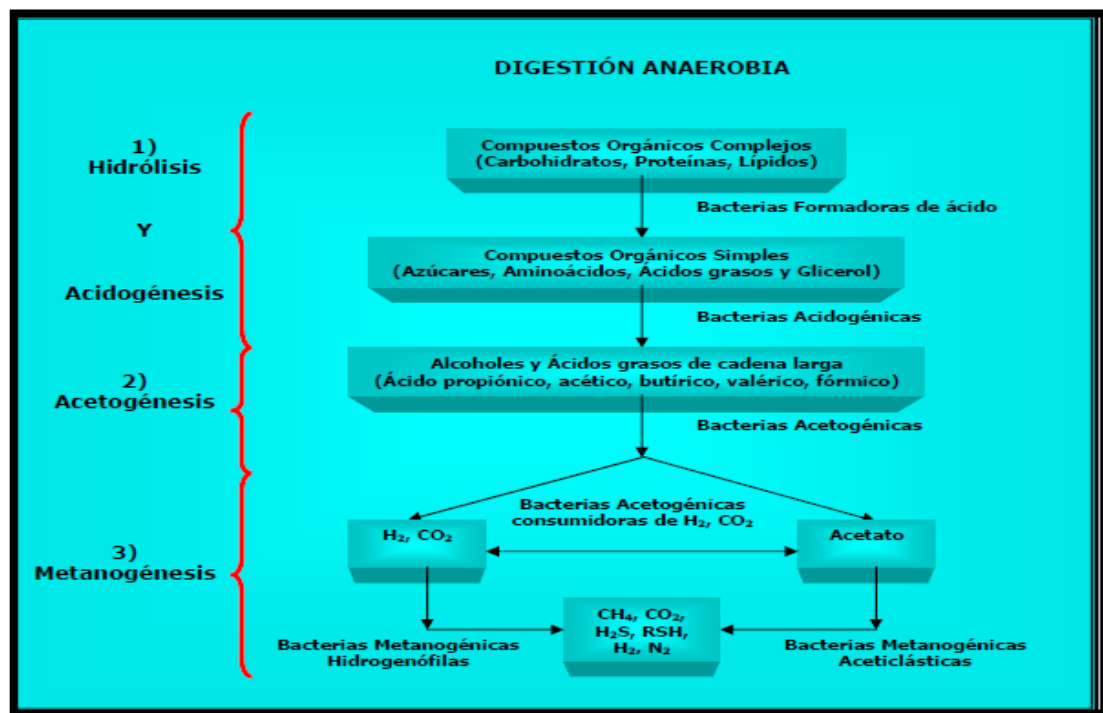 DIGESTIÓN ANAEROBIA
1)
Hidrólisis
Y
Acidogénesis
Compuestos Orgánicos Complejos
(Carbohidratos, Proteínas, Lípidos)
Bacterias Formadoras de ácido
Compuestos Orgánicos Simples
(Azúcares, Aminoácidos, Ácidos grasos y Glicerol)
Bacterias Acidogénicas
2)
Acetogénesis
Alcoholes y Ácidos grasos de cadena larga
(Ácido propiónico, acético, butírico, valérico, fórmico)
Bacterias Acetogénicas
3)
Metanogénesis
Bacterias Acetogénicas
consumidoras de H₂, CO₂
H₂, CO₂
Acetato
CH₄, CO₂,
H₂S, RSH,
H₂, N₂
Bacterias Metanogénicas
Hidrogenófilas
Bacterias Metanogénicas
Aceticlásticas